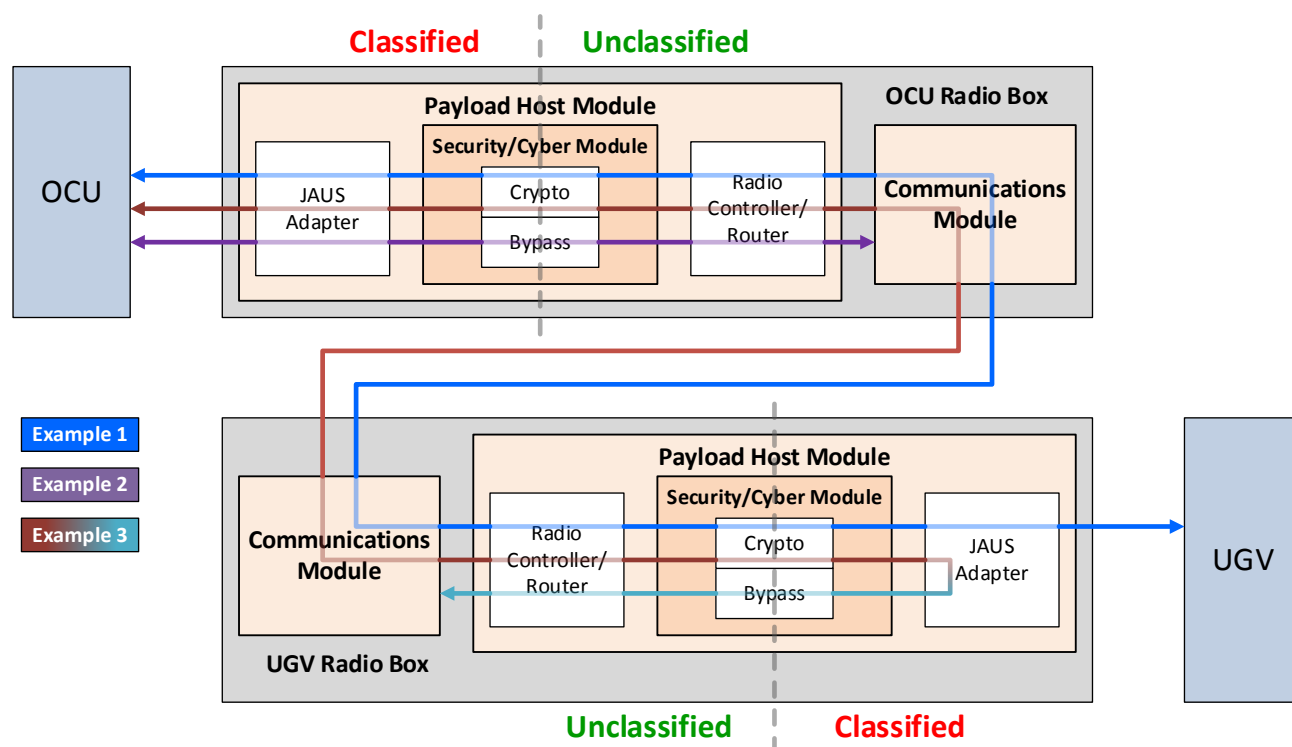 Classified
Unclassified
OCU
Payload Host Module
OCU Radio Box
Security/Cyber Module
JAUS
Adapter
Crypto
Bypass
Radio
Controller/
Router
Communications
Module
Example 1
Example 2
Example 3
Payload Host Module
Security/Cyber Module
Communications
Module
Radio
Controller/
Router
Crypto
Bypass
JAUS
Adapter
UGV
UGV Radio Box
Unclassified
Classified